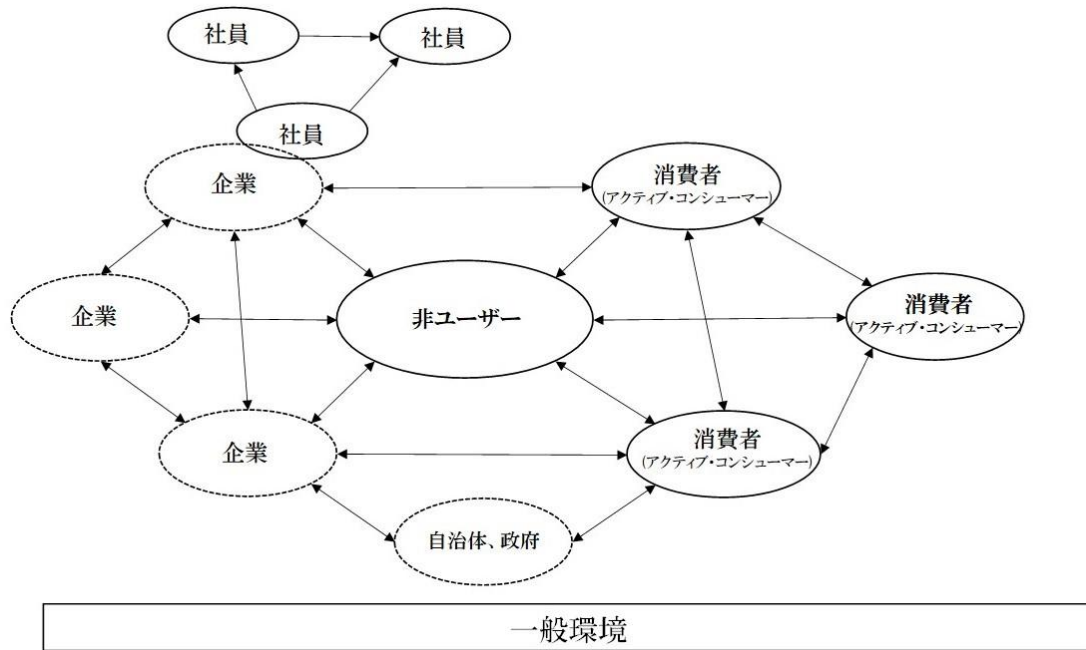 社員
社員
社員
企業
消費者
(アクティブ・コンシューマー)
企業
非ユーザー
消費者
(アクティブ・コンシューマー)
企業
消費者
(アクティブ・コンシューマー)
自治体、政府
一般環境